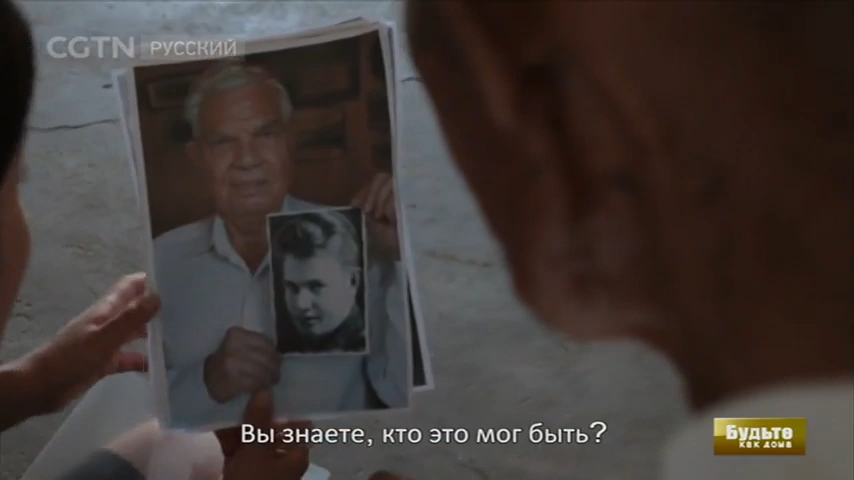 CGTN РУССКИЙ
Вы знаете, кто это мог быть?
Будьте
как дома